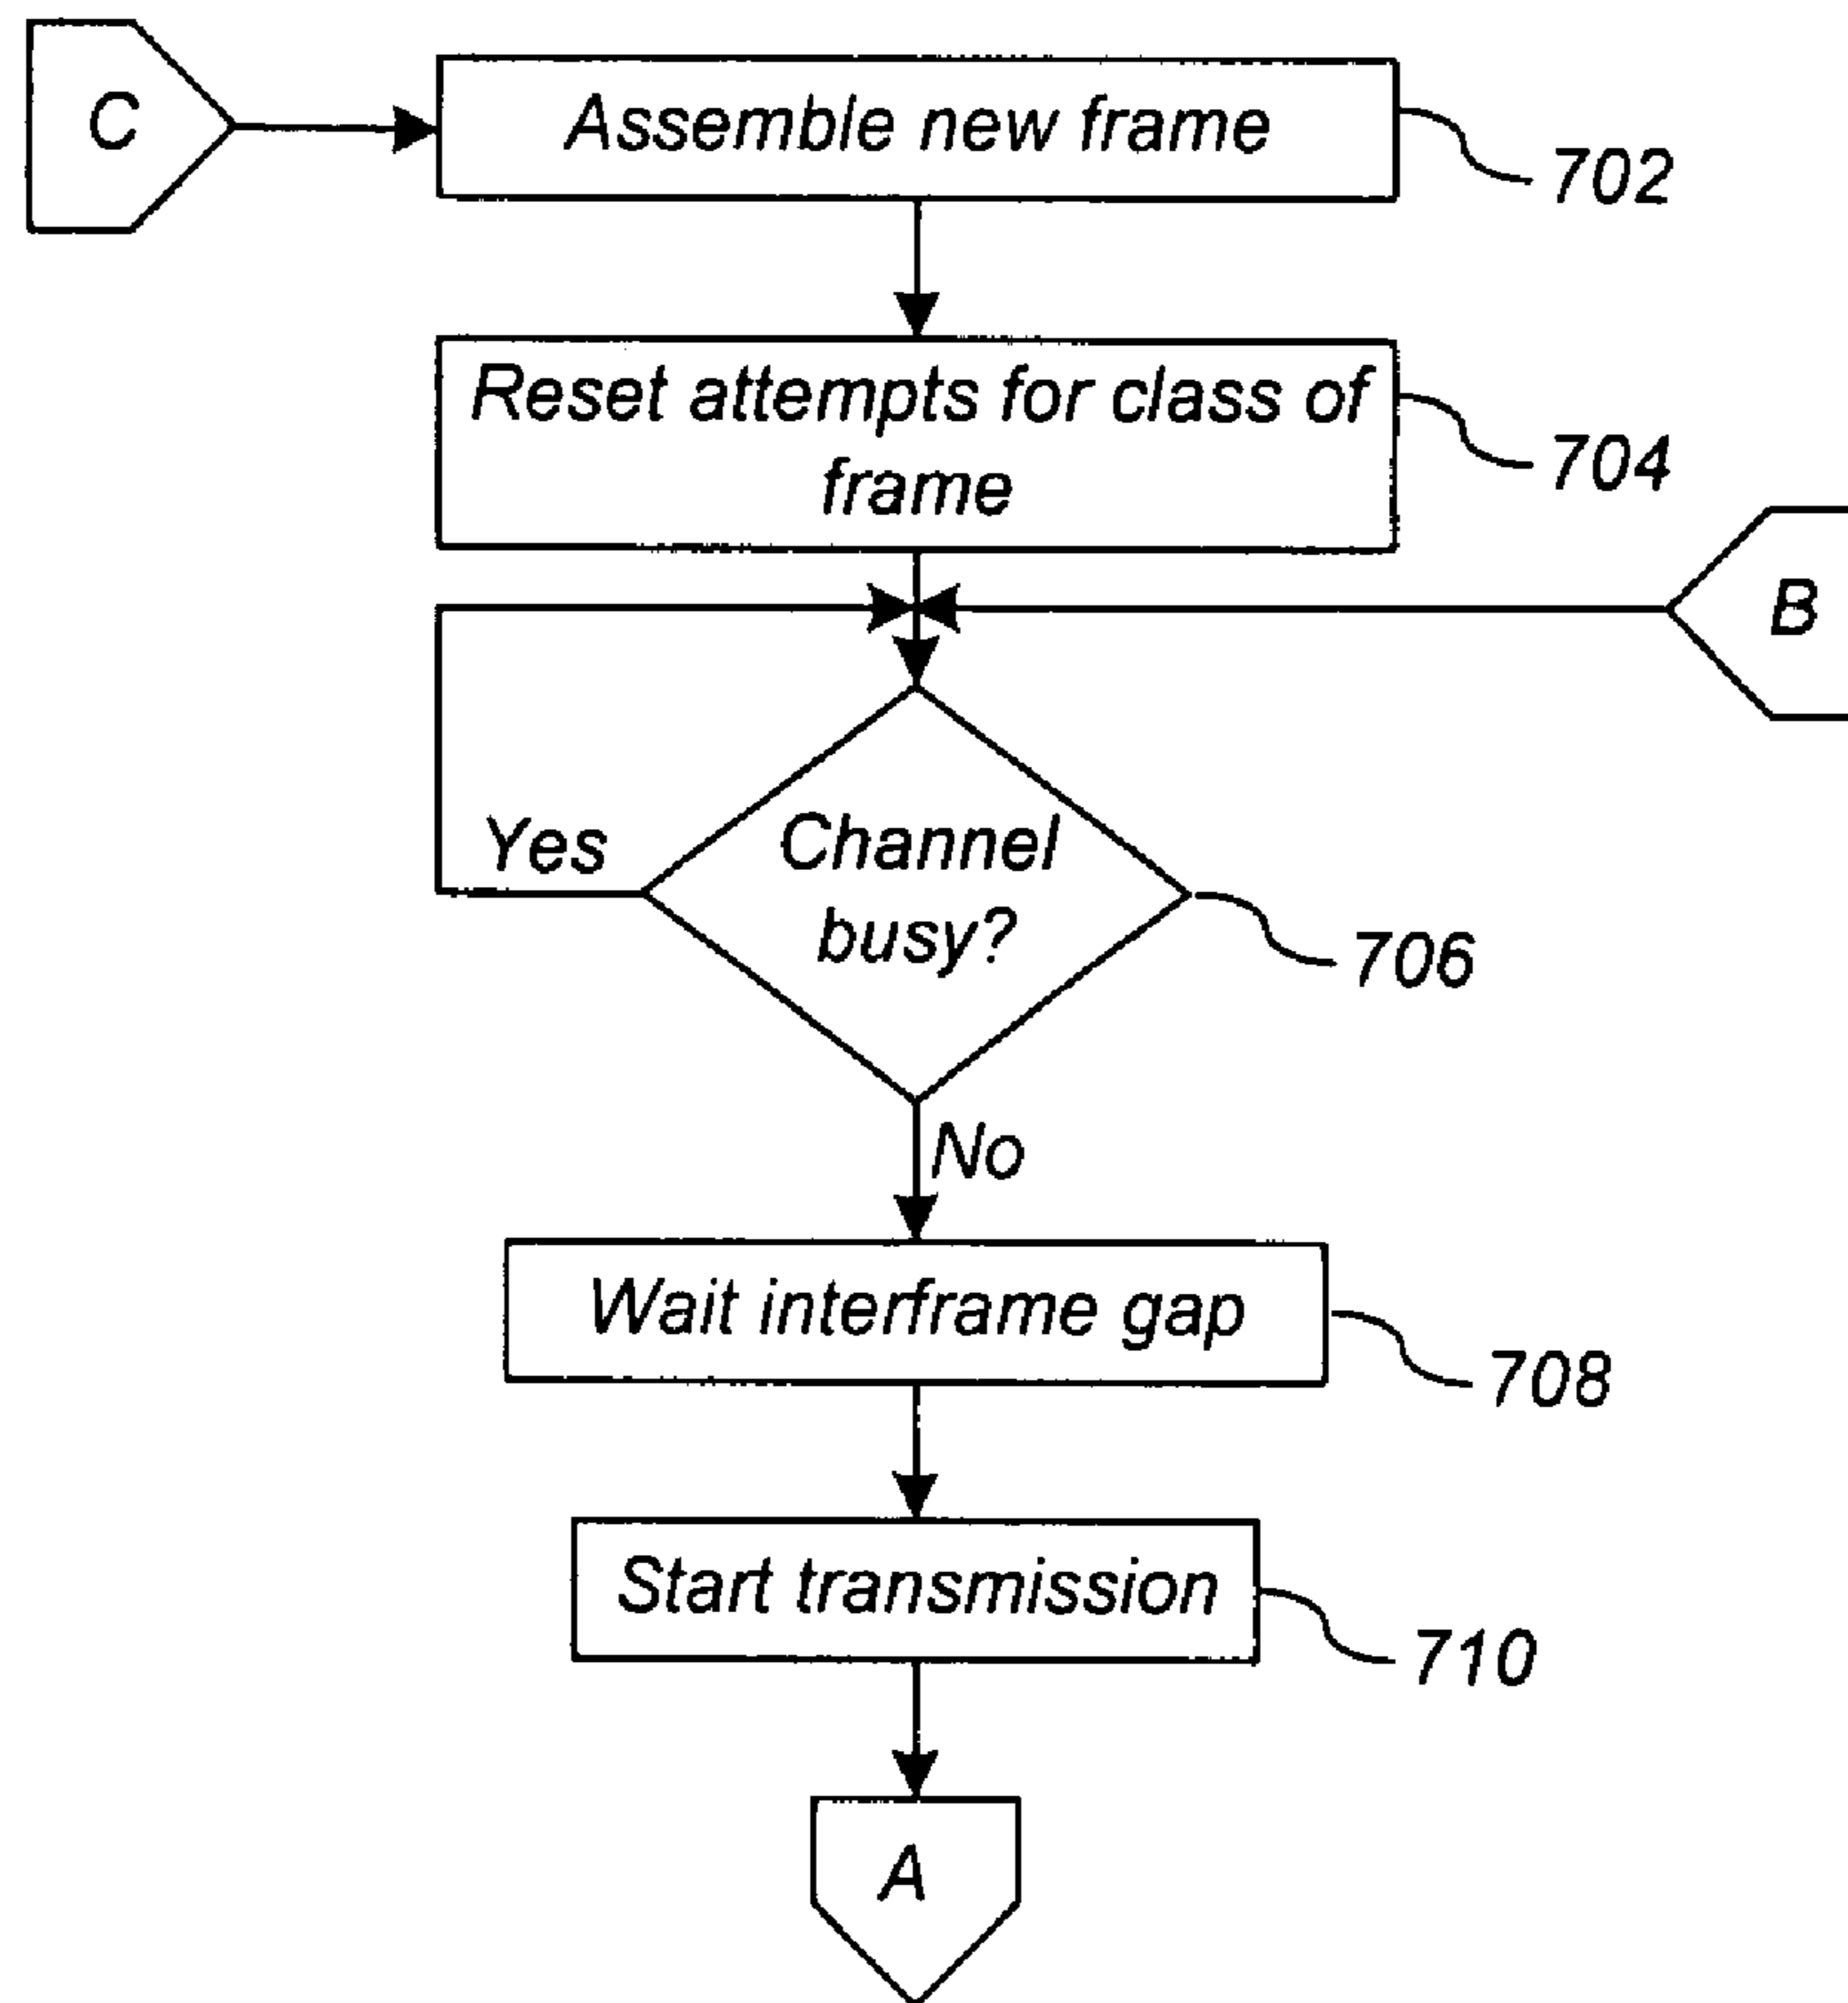 C
Assemble new frame
702
Reset attempts for class of
frame
704
B
Yes
Channel
busy?
706
No
Wait interframe gap
708
Start transmission
710
A